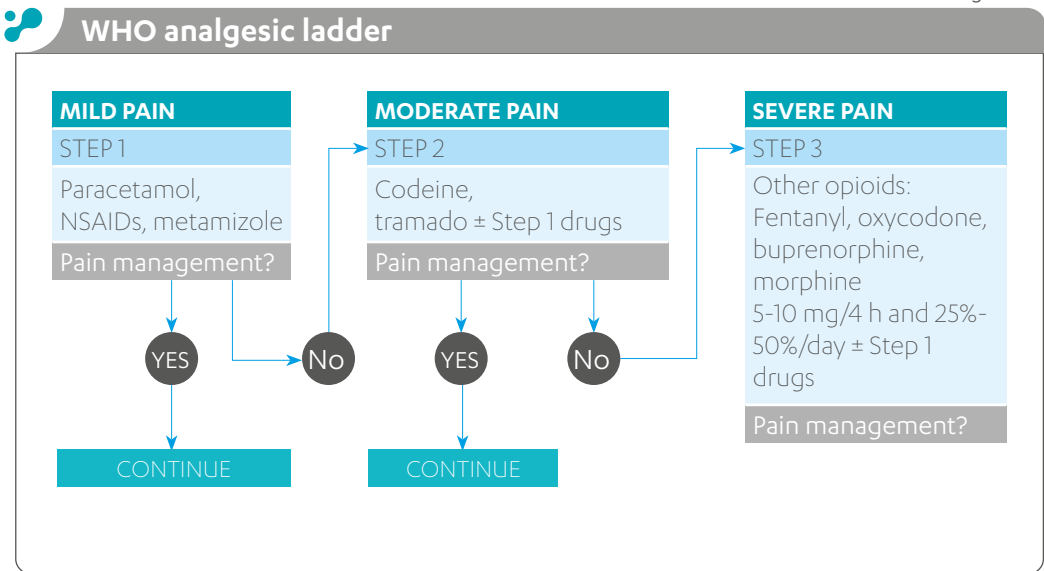 WHO analgesic ladder
MILD PAIN
STEP 1
Paracetamol,
NSAIDs, metamizole
Pain management?
YES
No
CONTINUE
MODERATE PAIN
STEP 2
Codeine,
tramado ± Step 1 drugs
Pain management?
YES
No
CONTINUE
SEVERE PAIN
STEP 3
Other opioids:
Fentanyl, oxycodone,
buprenorphine,
morphine
5-10 mg/4 h and 25%-
50%/day ± Step 1
drugs
Pain management?